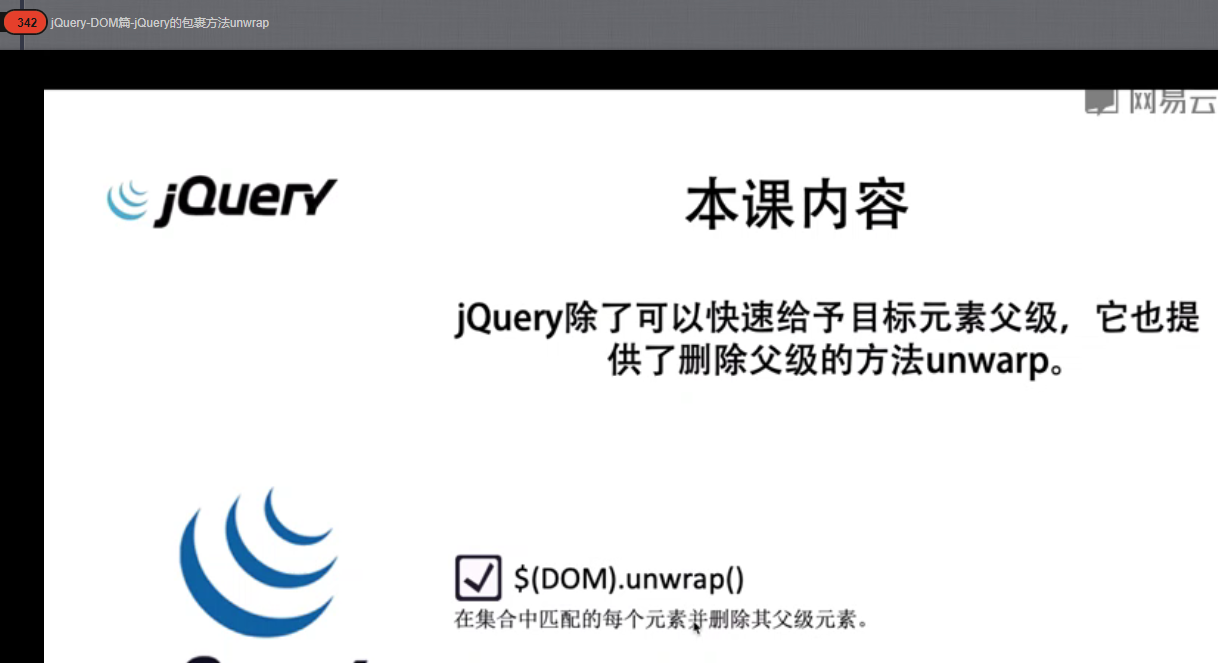 342 jQuery-DOM篇-jQuery的包裹方法unwrap
网易云
jQuery
本课内容
jQuery除了可以快速给予目标元素父级，它也提
供了删除父级的方法unwarp。
$(DOM).unwrap()
在集合中匹配的每个元素并删除其父级元素。